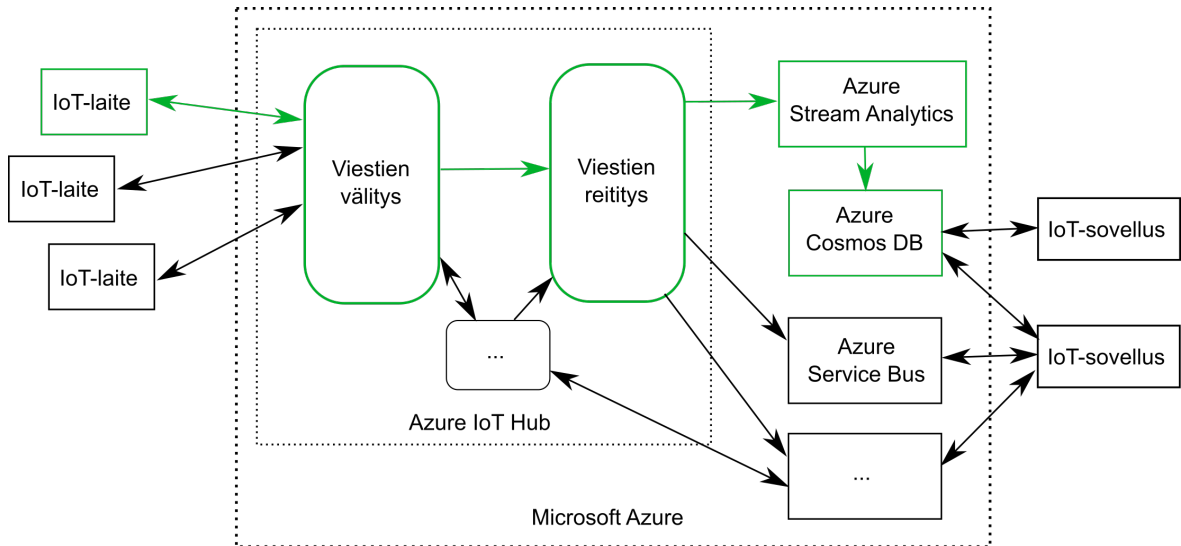 IoT-laite
IoT-laite
IoT-laite
Viestien
välitys
Viestien
reititys
...
Azure IoT Hub
Azure
Stream Analytics
Azure
Cosmos DB
Azure
Service Bus
...
Microsoft Azure
IoT-sovellus
IoT-sovellus